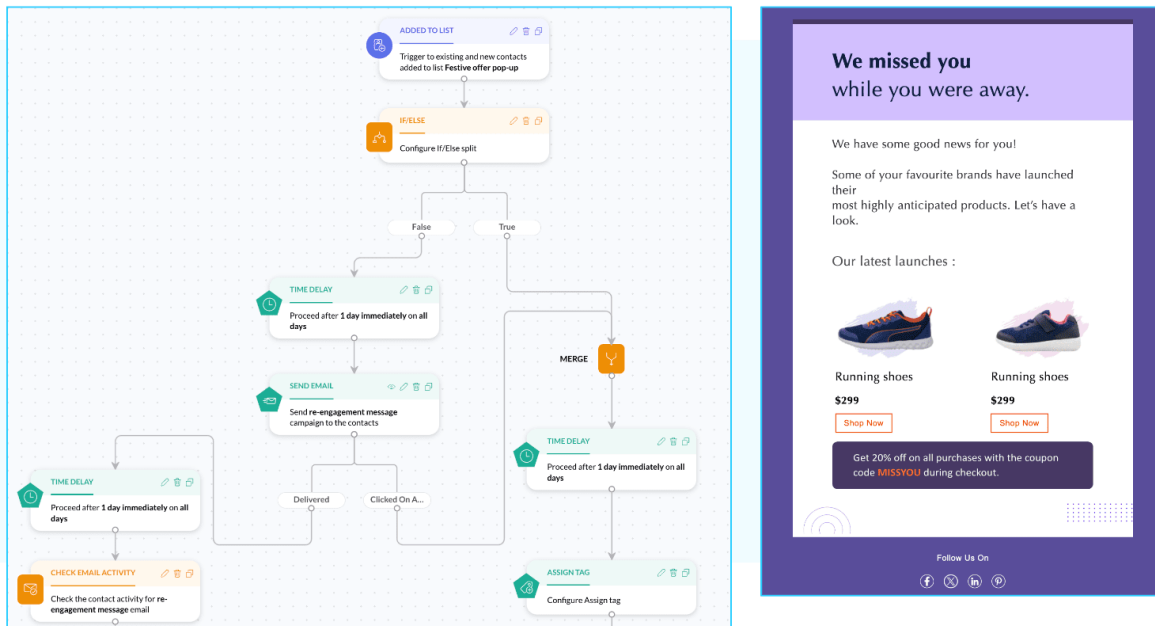 ADDED TO LIST
Trigger to existing and new contacts
added to list Festive offer pop-up
IF/ELSE
Configure If/Else split
False
True
TIME DELAY
Proceed after 1 day immediately on all
days
MERGE
SEND EMAIL
Send re-engagement message
campaign to the contacts
TIME DELAY
Proceed after 1 day immediately on all
days
Delivered
Clicked On A...
TIME DELAY
Proceed after 1 day immediately on all
days
CHECK EMAIL ACTIVITY
Check the contact activity for re-
engagement message email
ASSIGN TAG
Configure Assign tag
We missed you
while you were away.
We have some good news for you!
Some of your favourite brands have launched
their
most highly anticipated products. Let's have a
look.
Our latest launches :
Running shoes
$299
Shop Now
Running shoes
$299
Shop Now
Get 20% off on all purchases with the coupon
code MISSYOU during checkout.
Follow Us On